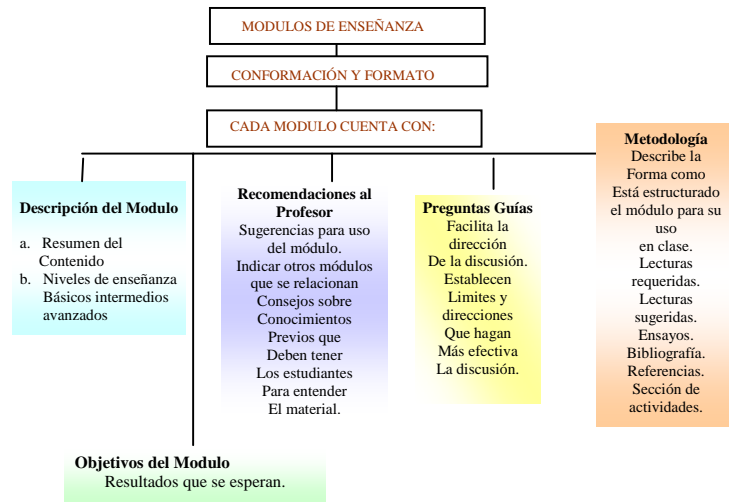 MODULOS DE ENSEÑANZA
CONFORMACIÓN Y FORMATO
CADA MODULO CUENTA CON:
Descripción del Modulo
a. Resumen del
Contenido
b. Niveles de enseñanza
Básicos intermedios
avanzados
Recomendaciones al
Profesor
Sugerencias para uso
del módulo.
Indicar otros módulos
que se relacionan
Consejos sobre
Conocimientos
Previos que
Deben tener
Los estudiantes
Para entender
El material.
Preguntas Guías
Facilita la
dirección
De la discusión.
Establecen
Limites y
direcciones
Que hagan
Más efectiva
La discusión.
Metodología
Describe la
Forma como
Está estructurado
el módulo para su
uso
en clase.
Lecturas
requeridas.
Lecturas
sugeridas.
Ensayos.
Bibliografía.
Referencias.
Sección de
actividades.
Objetivos del Modulo
Resultados que se esperan.